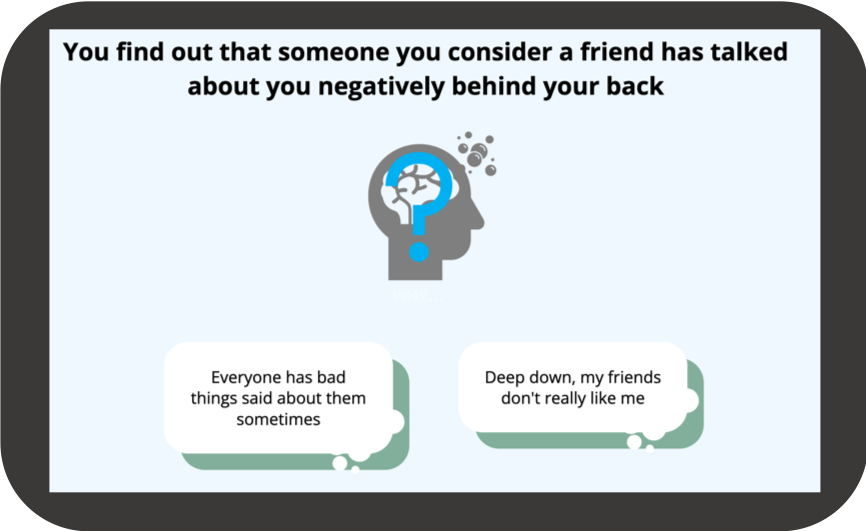 You find out that someone you consider a friend has talked
about you negatively behind your back
Everyone has bad
things said about them
sometimes
Deep down, my friends
don't really like me